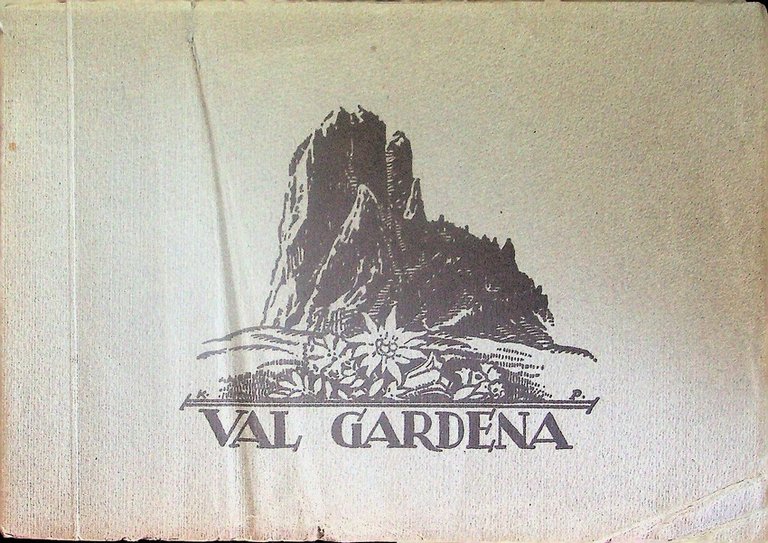 K. P.
VAL GARDENA